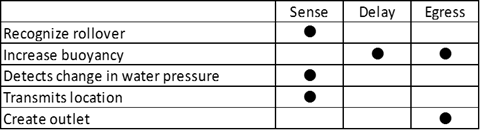 Sense Delay Egress
Recognize rollover ●
Increase buoyancy ● ●
Detects change in water pressure ●
Transmits location ●
Create outlet ●